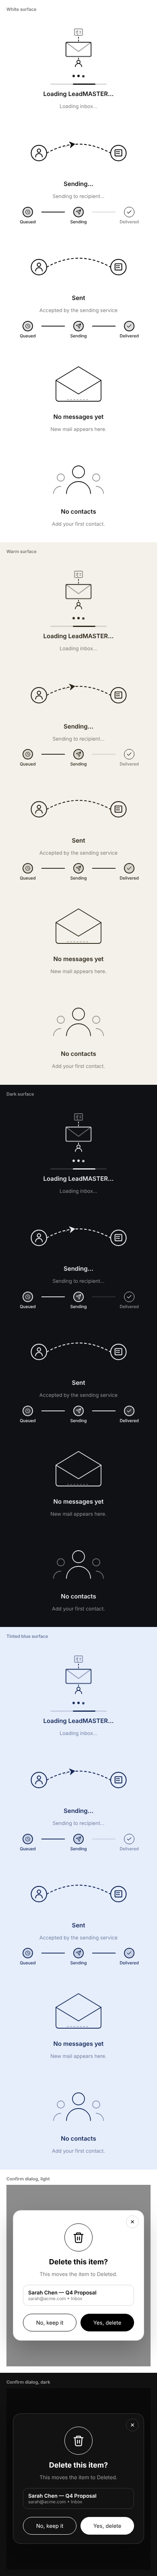 White surface
Loading LeadMASTER...
Loading inbox...
Sending...
Sending to recipient...
Queued Sending Delivered
Sent
Accepted by the sending service
Queued Sending Delivered
No messages yet
New mail appears here.
No contacts
Add your first contact.
Warm surface
Loading LeadMASTER...
Loading inbox...
Sending...
Sending to recipient...
Queued Sending Delivered
Sent
Accepted by the sending service
Queued Sending Delivered
No messages yet
New mail appears here.
No contacts
Add your first contact.
Dark surface
Loading LeadMASTER...
Loading inbox...
Sending...
Sending to recipient...
Queued Sending Delivered
Sent
Accepted by the sending service
Queued Sending Delivered
No messages yet
New mail appears here.
No contacts
Add your first contact.
Tinted blue surface
Loading LeadMASTER...
Loading inbox...
Sending...
Sending to recipient...
Queued Sending Delivered
Sent
Accepted by the sending service
Queued Sending Delivered
No messages yet
New mail appears here.
No contacts
Add your first contact.
Confirm dialog, light
Delete this item?
This moves the item to Deleted.
Sarah Chen — Q4 Proposal
sarah@acme.com • Inbox
No, keep it Yes, delete
Confirm dialog, dark
Delete this item?
This moves the item to Deleted.
Sarah Chen — Q4 Proposal
sarah@acme.com • Inbox
No, keep it Yes, delete